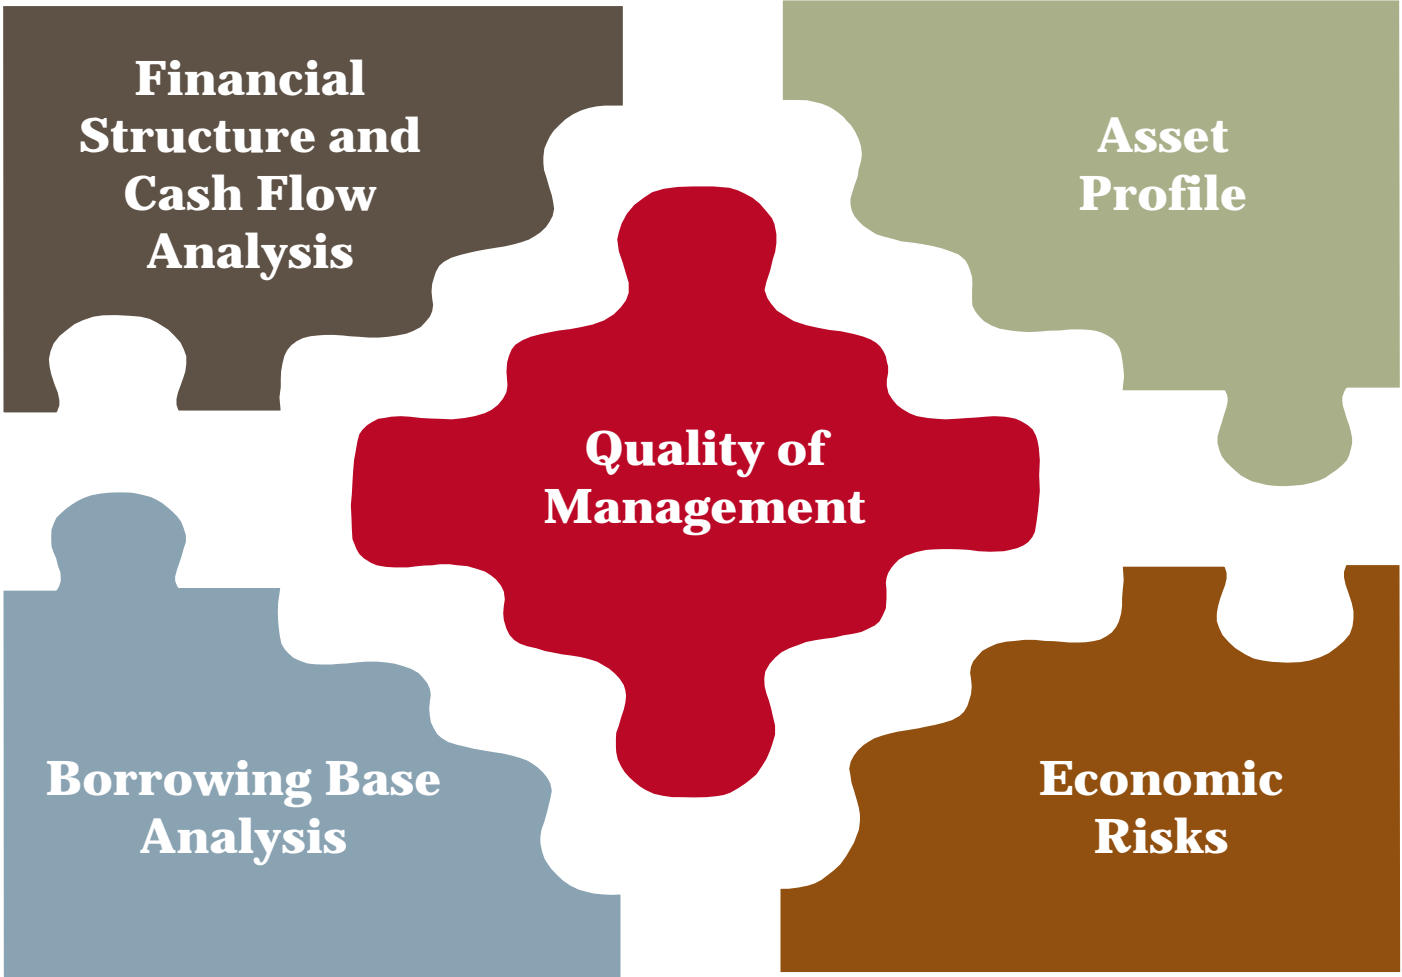 Financial
Structure and
Cash Flow
Analysis
Asset
Profile
Quality of
Management
Borrowing Base
Analysis
Economic
Risks